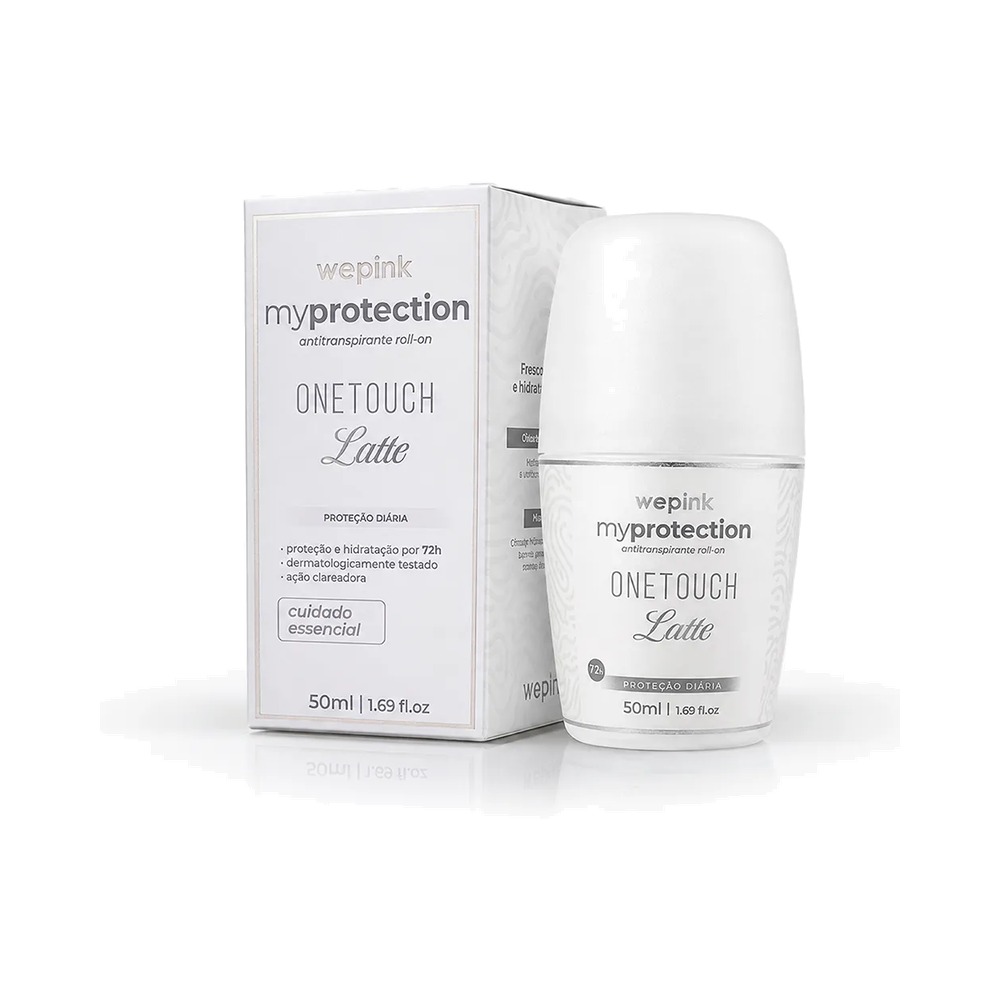 wepink
myprotection
antitranspirante roll-on
ONETOUCH
Latte
PROTEÇÃO DIÁRIA
· proteção e hidratação por 72h
· dermatologicamente testado
· ação clareadora
cuidado
essencial
50ml | 1.69 fl.oz
e hidrat
wepink
wepink
myprotection
antitranspirante roll-on
ONETOUCH
Latte
72h
PROTEÇÃO DIÁRIA
50ml | 1.69 fl.oz